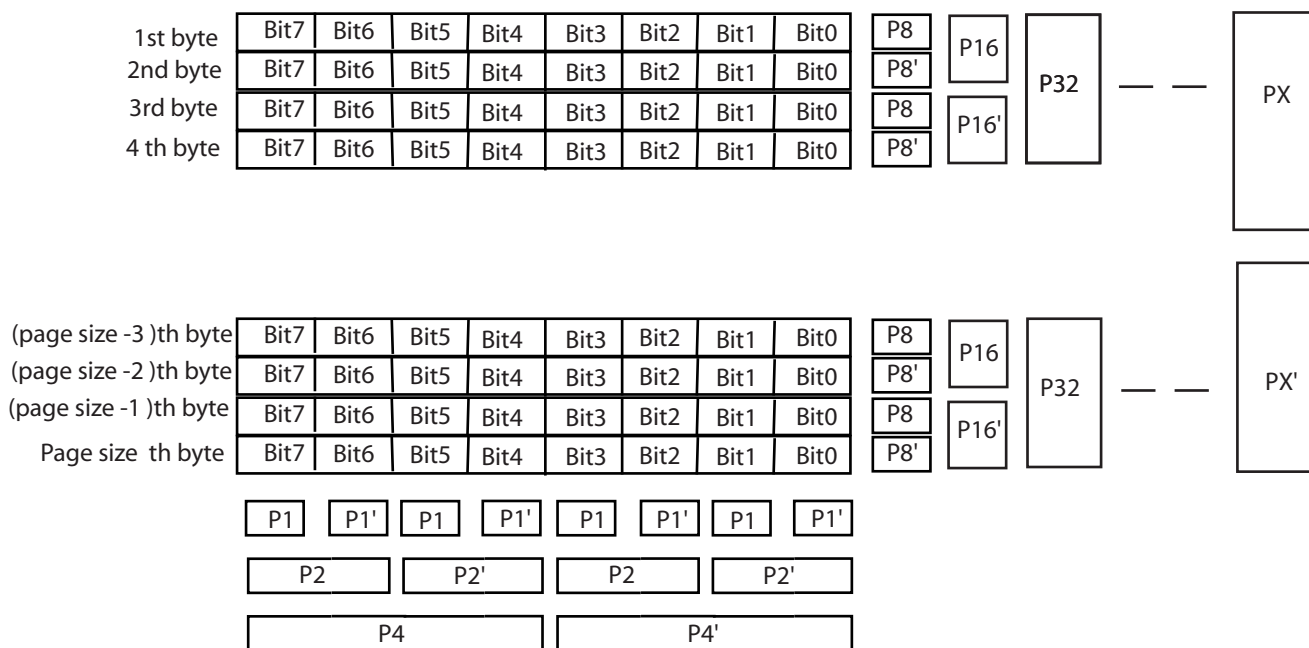 1st byte Bit7 Bit6 Bit5 Bit4 Bit3 Bit2 Bit1 Bit0 P8 P16 P32 PX
2nd byte Bit7 Bit6 Bit5 Bit4 Bit3 Bit2 Bit1 Bit0 P8'
3rd byte Bit7 Bit6 Bit5 Bit4 Bit3 Bit2 Bit1 Bit0 P8 P16'
4 th byte Bit7 Bit6 Bit5 Bit4 Bit3 Bit2 Bit1 Bit0 P8'
(page size -3 )th byte Bit7 Bit6 Bit5 Bit4 Bit3 Bit2 Bit1 Bit0 P8 P16 P32 PX'
(page size -2 )th byte Bit7 Bit6 Bit5 Bit4 Bit3 Bit2 Bit1 Bit0 P8'
(page size -1 )th byte Bit7 Bit6 Bit5 Bit4 Bit3 Bit2 Bit1 Bit0 P8 P16'
Page size th byte Bit7 Bit6 Bit5 Bit4 Bit3 Bit2 Bit1 Bit0 P8'
P1 P1' P1 P1' P1 P1' P1 P1'
P2 P2' P2 P2'
P4 P4'